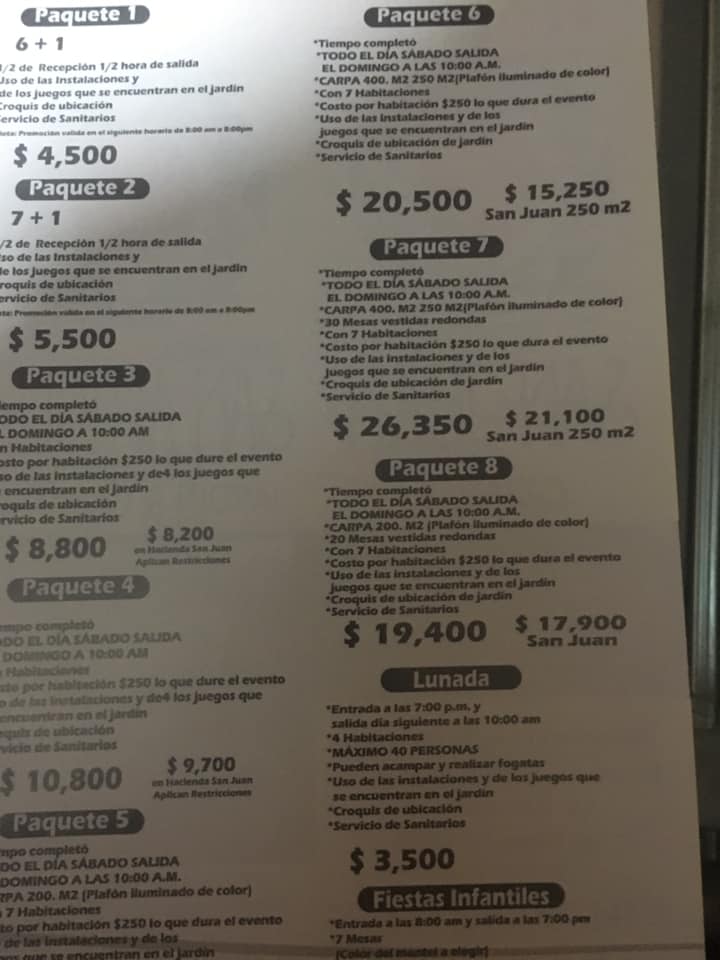 Paquete 1
6 + 1
1/2 de Recepción 1/2 hora de salida
Uso de las Instalaciones y
de los juegos que se encuentran en el jardín
Croquis de ubicación
Servicio de Sanitarios
Nota: Promoción valida en el siguiente horario de 8:00 am a 8:00pm
$ 4,500
Paquete 2
7 + 1
/2 de Recepción 1/2 hora de salida
so de las Instalaciones y
de los juegos que se encuentran en el jardín
roquis de ubicación
ervicio de Sanitarios
ota: Promoción valida en el siguiente horario de 8:00 am a 8:00pm
$ 5,500
Paquete 3
iempo completó
ODO EL DÍA SÁBADO SALIDA
L DOMINGO A 10:00 AM
n Habitaciones
osto por habitación $250 lo que dure el evento
so de las instalaciones y de4 los juegos que
encuentran en el jardín
roquis de ubicación
rvicio de Sanitarios
$ 8,800
$ 8,200
en Hacienda San Juan
Aplican Restricciones
Paquete 4
empo completó
ODO EL DÍA SÁBADO SALIDA
DOMINGO A 10:00 AM
Habitaciones
sto por habitación $250 lo que dure el evento
o de las instalaciones y de4 los juegos que
encuentran en el jardín
oquis de ubicación
vicio de Sanitarios
$ 10,800
$ 9,700
en Hacienda San Juan
Aplican Restricciones
Paquete 5
mpo completó
DO EL DÍA SÁBADO SALIDA
DOMINGO A LAS 10:00 A.M.
RPA 200. M2 (Plafón iluminado de color)
7 Habitaciones
to por habitación $250 lo que dura el evento
de las instalaciones y de los
os que se encuentran en el jardín
Paquete 6
*Tiempo completó
*TODO EL DÍA SÁBADO SALIDA
EL DOMINGO A LAS 10:00 A.M.
*CARPA 400. M2 250 M2(Plafón iluminado de color)
*Con 7 Habitaciones
*Costo por habitación $250 lo que dura el evento
*Uso de las instalaciones y de los
juegos que se encuentran en el jardín
*Croquis de ubicación de jardín
*Servicio de Sanitarios
$ 20,500
$ 15,250
San Juan 250 m2
Paquete 7
*Tiempo completó
*TODO EL DÍA SÁBADO SALIDA
EL DOMINGO A LAS 10:00 A.M.
*CARPA 400. M2 250 M2(Plafón iluminado de color)
*30 Mesas vestidas redondas
*Con 7 Habitaciones
*Costo por habitación $250 lo que dura el evento
*Uso de las instalaciones y de los
juegos que se encuentran en el jardín
*Croquis de ubicación de jardín
*Servicio de Sanitarios
$ 26,350
$ 21,100
San Juan 250 m2
Paquete 8
*Tiempo completó
*TODO EL DÍA SÁBADO SALIDA
EL DOMINGO A LAS 10:00 A.M.
*CARPA 200. M2 (Plafón iluminado de color)
*20 Mesas vestidas redondas
*Con 7 Habitaciones
*Costo por habitación $250 lo que dura el evento
*Uso de las instalaciones y de los
juegos que se encuentran en el jardín
*Croquis de ubicación de jardín
*Servicio de Sanitarios
$ 19,400
$ 17,900
San Juan
Lunada
*Entrada a las 7:00 p.m. y
salida día siguiente a las 10:00 am
*4 Habitaciones
*MÁXIMO 40 PERSONAS
*Pueden acampar y realizar fogatas
*Uso de las instalaciones y de los juegos que
se encuentran en el jardín
*Croquis de ubicación
*Servicio de Sanitarios
$ 3,500
Fiestas Infantiles
*Entrada a las 8:00 am y salida a las 7:00 pm
*7 Mesas
(Color del mantel a elegir)